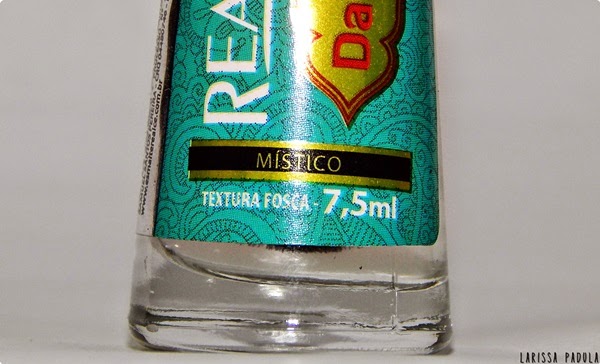 REA
Da
MÍSTICO
TEXTURA FOSCA - 7,5ml
LARISSA PADULA